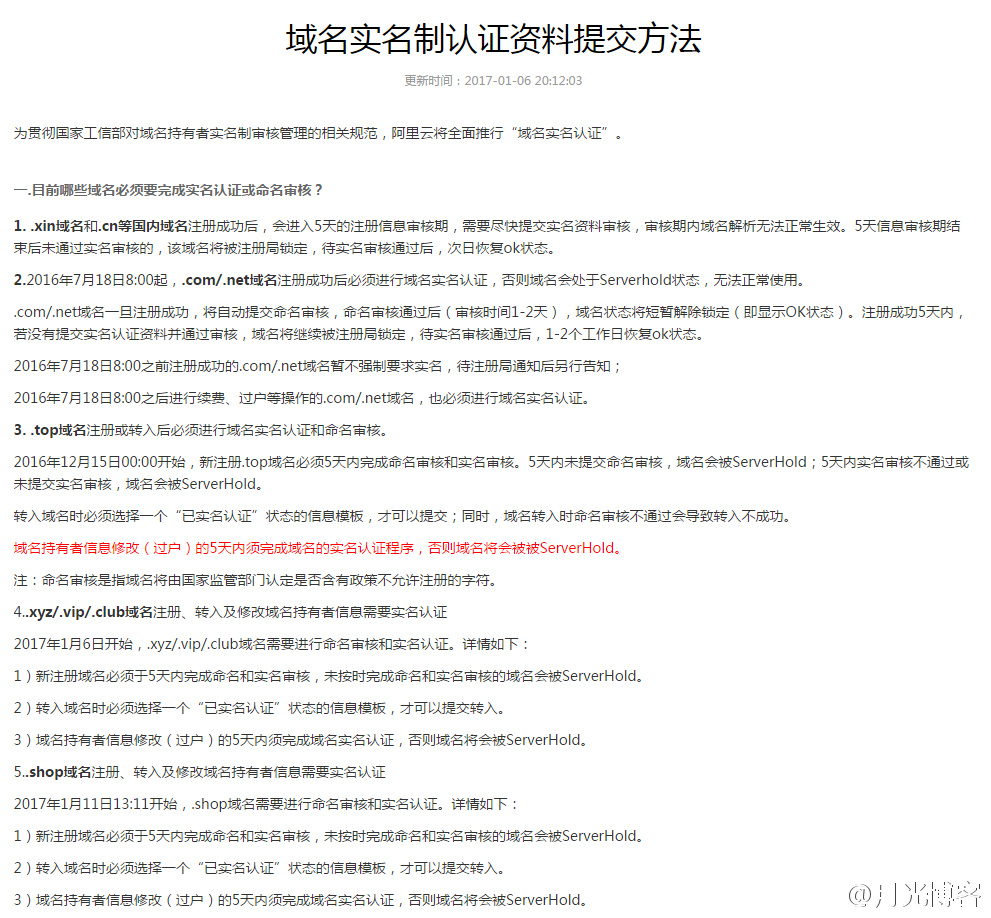 域名实名制认证资料提交方法
更新时间：2017-01-06 20:12:03
为贯彻国家工信部对域名持有者实名制审核管理的相关规范，阿里云将全面推行“域名实名认证”。
一.目前哪些域名必须要完成实名认证或命名审核？
1. .xin域名和.cn等国内域名注册成功后，会进入5天的注册信息审核期，需要尽快提交实名资料审核，审核期内域名解析无法正常生效。5天信息审核期结
束后未通过实名审核的，该域名将被注册局锁定，待实名审核通过后，次日恢复ok状态。
2.2016年7月18日8:00起，.com/.net域名注册成功后必须进行域名实名认证，否则域名会处于Serverhold状态，无法正常使用。
.com/.net域名一旦注册成功，将自动提交命名审核，命名审核通过后（审核时间1-2天），域名状态将短暂解除锁定（即显示OK状态）。注册成功5天内，
若没有提交实名认证资料并通过审核，域名将继续被注册局锁定，待实名审核通过后，1-2个工作日恢复ok状态。
2016年7月18日8:00之前注册成功的.com/.net域名暂不强制要求实名，待注册局通知后另行告知；
2016年7月18日8:00之后进行续费、过户等操作的.com/.net域名，也必须进行域名实名认证。
3. .top域名注册或转入后必须进行域名实名认证和命名审核。
2016年12月15日00:00开始，新注册.top域名必须5天内完成命名审核和实名审核。5天内未提交命名审核，域名会被ServerHold；5天内实名审核不通过或
未提交实名审核，域名会被ServerHold。
转入域名时必须选择一个“已实名认证”状态的信息模板，才可以提交；同时，域名转入时命名审核不通过会导致转入不成功。
域名持有者信息修改（过户）的5天内须完成域名的实名认证程序，否则域名将会被被ServerHold。
注：命名审核是指域名将由国家监管部门认定是否含有政策不允许注册的字符。
4..xyz/.vip/.club域名注册、转入及修改域名持有者信息需要实名认证
2017年1月6日开始，.xyz/.vip/.club域名需要进行命名审核和实名认证。详情如下：
1）新注册域名必须于5天内完成命名和实名审核，未按时完成命名和实名审核的域名会被ServerHold。
2）转入域名时必须选择一个“已实名认证”状态的信息模板，才可以提交转入。
3）域名持有者信息修改（过户）的5天内须完成域名实名认证，否则域名将会被ServerHold。
5..shop域名注册、转入及修改域名持有者信息需要实名认证
2017年1月11日13:11开始，.shop域名需要进行命名审核和实名认证。详情如下：
1）新注册域名必须于5天内完成命名和实名审核，未按时完成命名和实名审核的域名会被ServerHold。
2）转入域名时必须选择一个“已实名认证”状态的信息模板，才可以提交转入。
3）域名持有者信息修改（过户）的5天内须完成域名实名认证，否则域名将会被ServerHold。
@月光博客